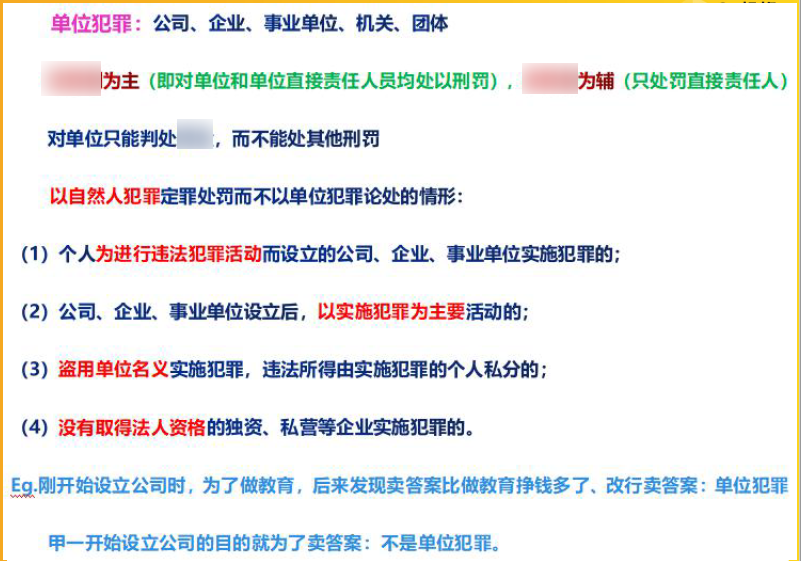 单位犯罪：公司、企业、事业单位、机关、团体
为主（即对单位和单位直接责任人员均处以刑罚），为辅（只处罚直接责任人）
对单位只能判处，而不能处其他刑罚
以自然人犯罪定罪处罚而不以单位犯罪论处的情形：
（1）个人为进行违法犯罪活动而设立的公司、企业、事业单位实施犯罪的；
（2）公司、企业、事业单位设立后，以实施犯罪为主要活动的；
（3）盗用单位名义实施犯罪，违法所得由实施犯罪的个人私分的；
（4）没有取得法人资格的独资、私营等企业实施犯罪的。
Eg.刚开始设立公司时，为了做教育，后来发现卖答案比做教育挣钱多了、改行卖答案：单位犯罪
甲一开始设立公司的目的就为了卖答案：不是单位犯罪。